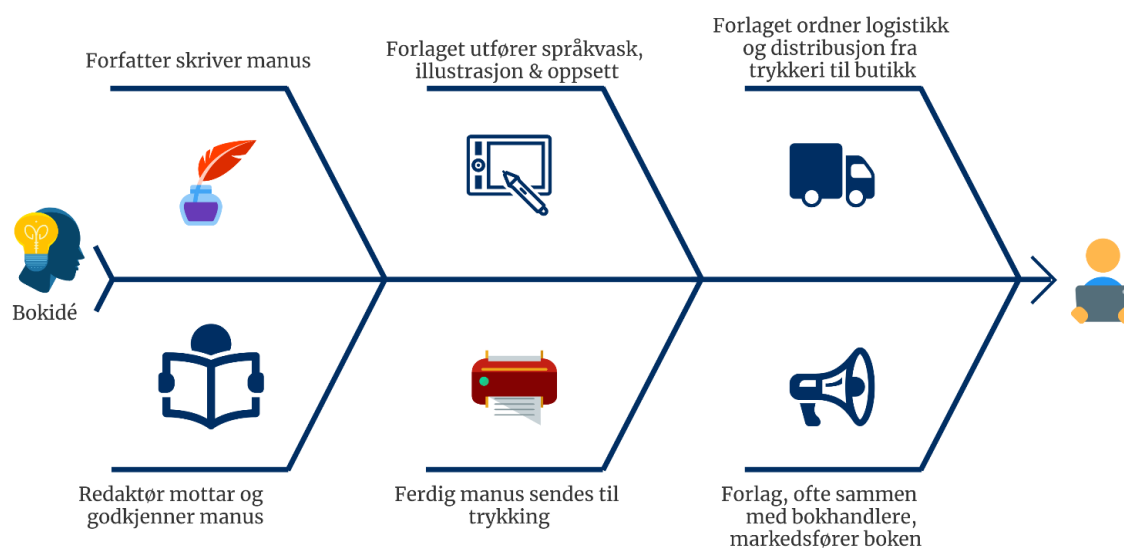 Forfatter skriver manus
Forlaget utfører språkvask,
illustrasjon & oppsett
Forlaget ordner logistikk
og distribusjon fra
trykkeri til butikk
Bokidé
Redaktør mottar og
godkjenner manus
Ferdig manus sendes til
trykking
Forlag, ofte sammen
med bokhandlere,
markedsfører boken